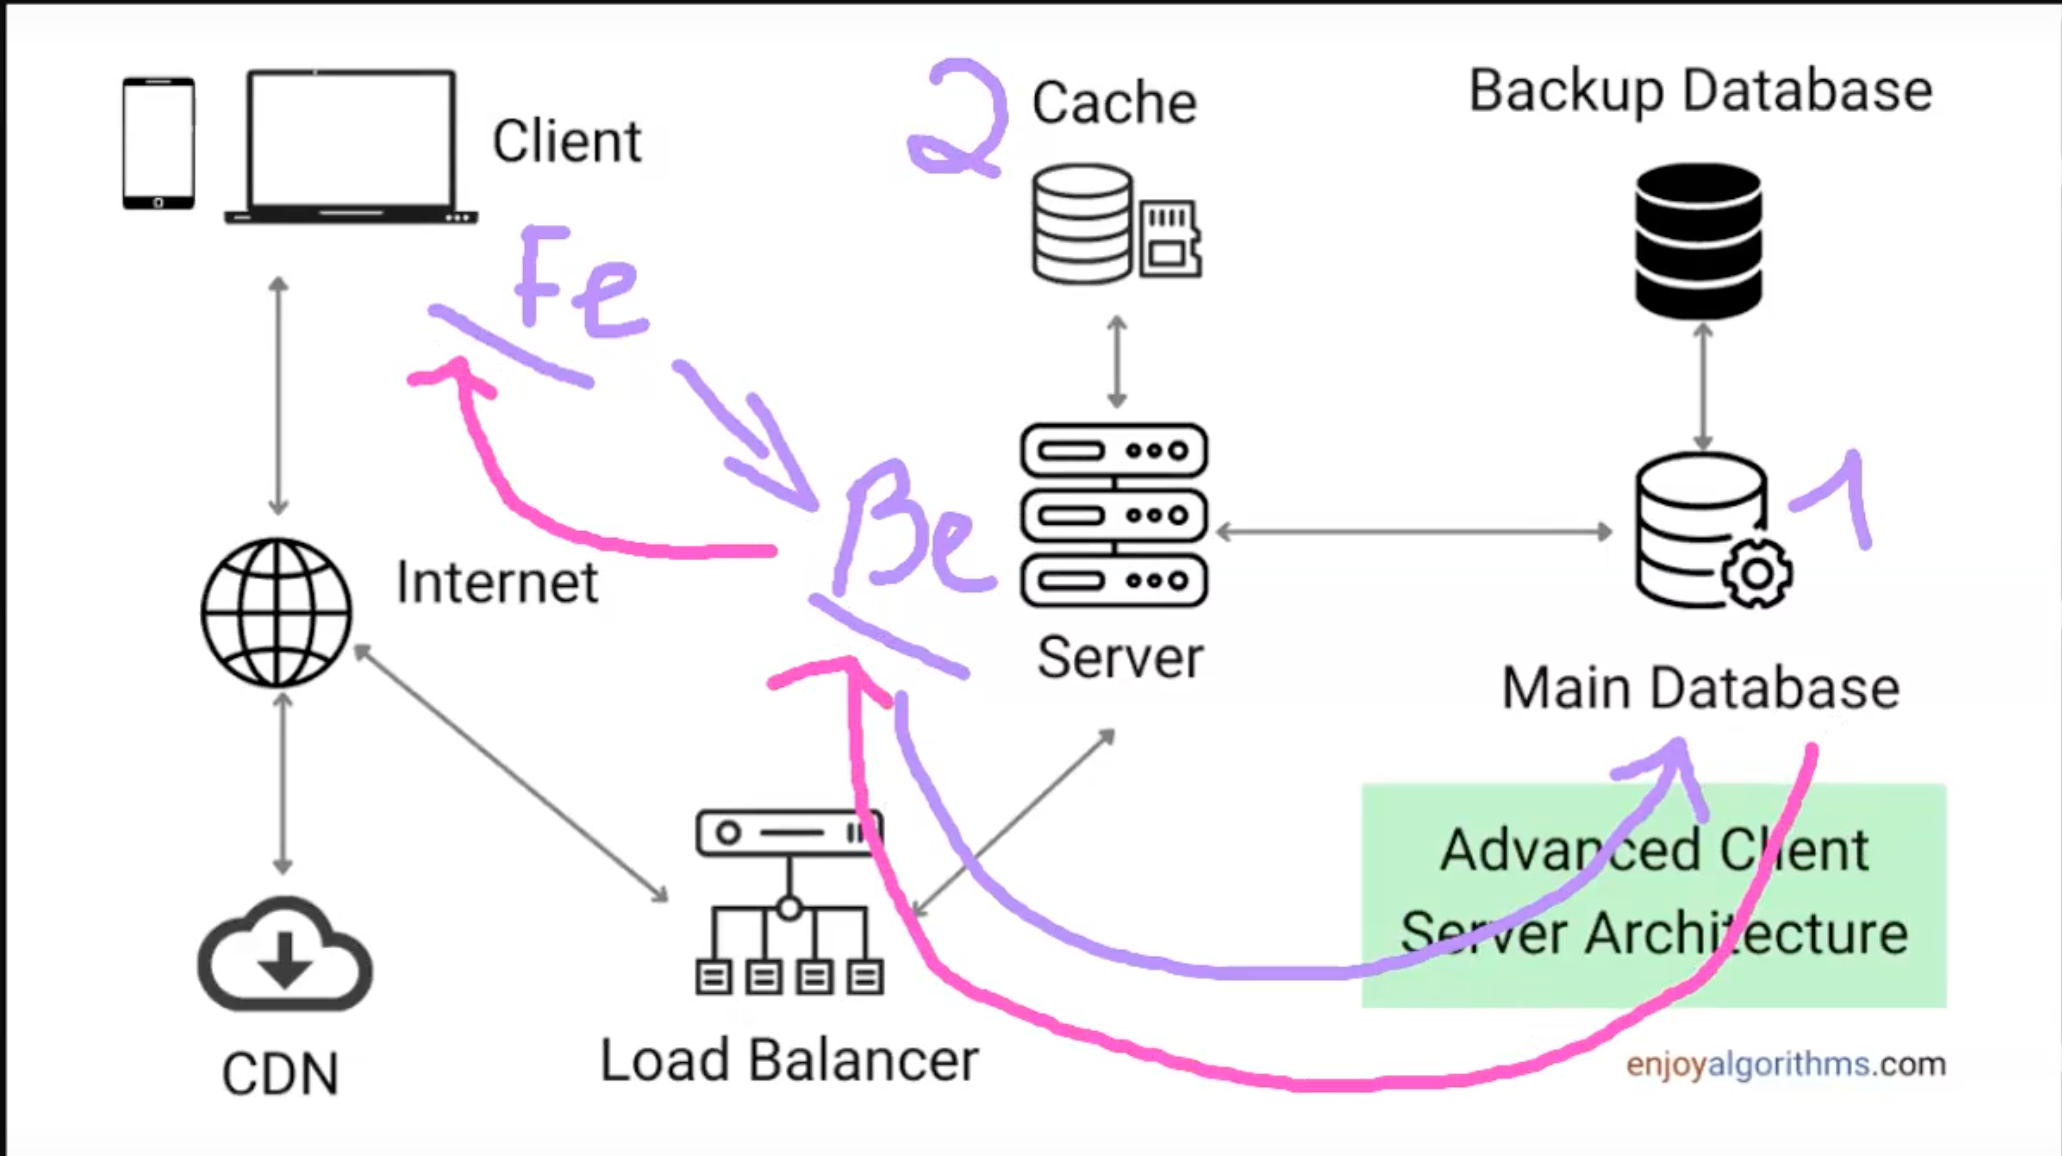 Client
2
Cache
Backup Database
Fe
Be
1
Internet
Server
Main Database
Advanced Client
Server Architecture
CDN
Load Balancer
enjoyalgorithms.com